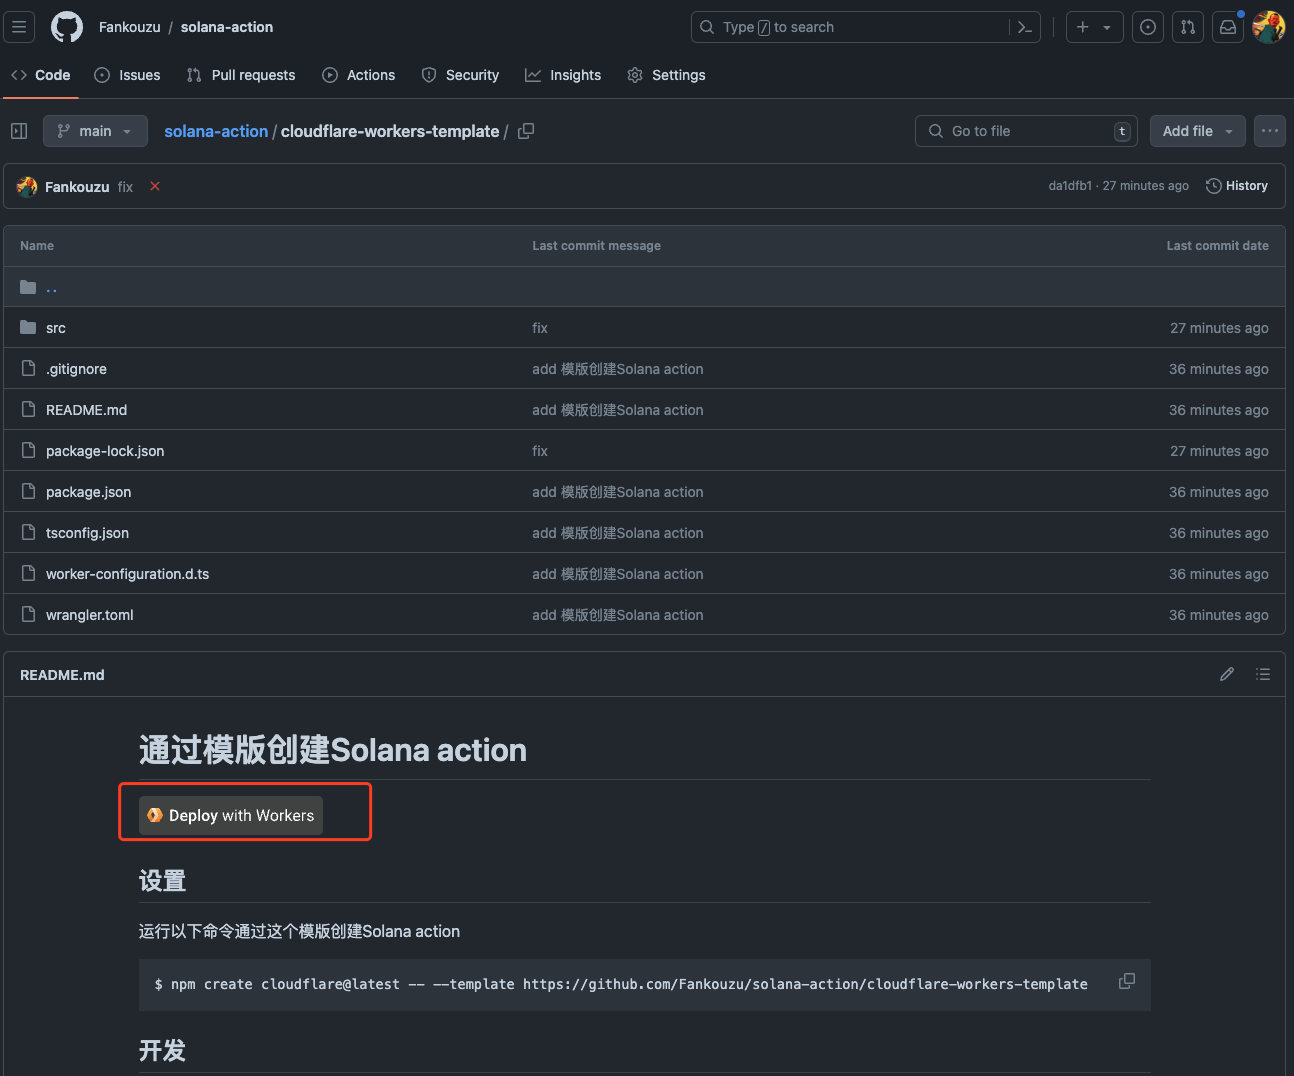 Fankouzu / solana-action
Type / to search
Code Issues Pull requests Actions Security Insights Settings
main solana-action / cloudflare-workers-template / Go to file t Add file
Fankouzu fix da1dfb1 · 27 minutes ago History
Name Last commit message Last commit date
..
src fix 27 minutes ago
.gitignore add 模版创建Solana action 36 minutes ago
README.md add 模版创建Solana action 36 minutes ago
package-lock.json fix 27 minutes ago
package.json add 模版创建Solana action 36 minutes ago
tsconfig.json add 模版创建Solana action 36 minutes ago
worker-configuration.d.ts add 模版创建Solana action 36 minutes ago
wrangler.toml add 模版创建Solana action 36 minutes ago
README.md
通过模版创建Solana action
Deploy with Workers
设置
运行以下命令通过这个模版创建Solana action
$ npm create cloudflare@latest -- --template https://github.com/Fankouzu/solana-action/cloudflare-workers-template
开发